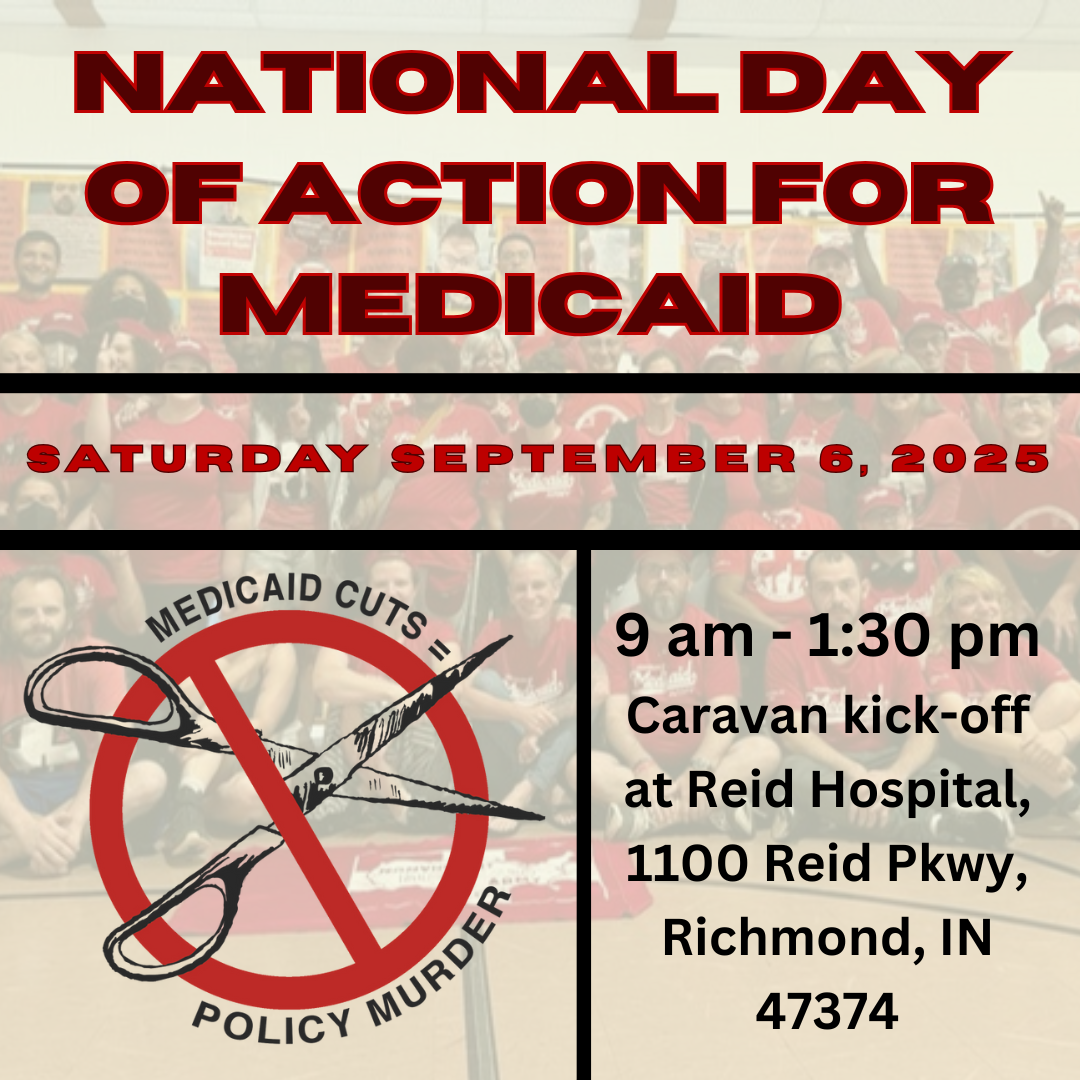 NATIONAL DAY
OF ACTION FOR
MEDICAID
SATURDAY SEPTEMBER 6, 2025
MEDICAID CUTS =
POLICY MURDER
9 am - 1:30 pm
Caravan kick-off
at Reid Hospital,
1100 Reid Pkwy,
Richmond, IN
47374